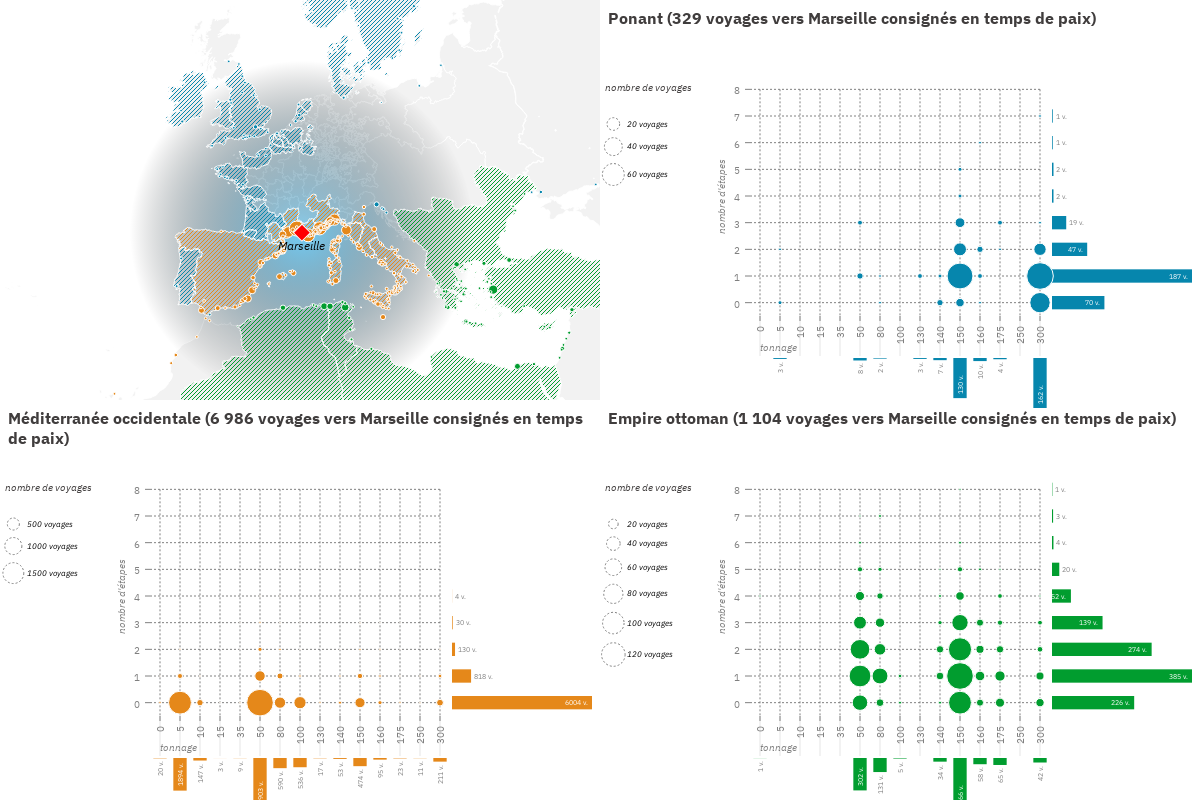 Marseille
Ponant (329 voyages vers Marseille consignés en temps de paix)
nombre de voyages
20 voyages
40 voyages
60 voyages
nombre d'étapes
8
7
6
5
4
3
2
1
0
1 v.
1 v.
2 v.
2 v.
19 v.
47 v.
187 v.
70 v.
0
5
10
15
35
50
80
100
130
140
150
160
175
250
300
tonnage
3 v.
8 v.
2 v.
3 v.
7 v.
130 v.
10 v.
4 v.
162 v.
Méditerranée occidentale (6 986 voyages vers Marseille consignés en temps
de paix)
nombre de voyages
500 voyages
1000 voyages
1500 voyages
nombre d'étapes
8
7
6
5
4
3
2
1
0
4 v.
30 v.
130 v.
818 v.
6004 v.
0
5
10
15
35
50
80
100
130
140
150
160
175
250
300
tonnage
20 v.
1894 v.
147 v.
3 v.
9 v.
590 v.
536 v.
17 v.
53 v.
474 v.
95 v.
23 v.
11 v.
211 v.
Empire ottoman (1 104 voyages vers Marseille consignés en temps de paix)
nombre de voyages
20 voyages
40 voyages
60 voyages
80 voyages
100 voyages
120 voyages
nombre d'étapes
8
7
6
5
4
3
2
1
0
1 v.
3 v.
4 v.
20 v.
52 v.
139 v.
274 v.
385 v.
226 v.
0
5
10
15
35
50
80
100
130
140
150
160
175
250
300
tonnage
1 v.
302 v.
131 v.
5 v.
34 v.
58 v.
65 v.
42 v.